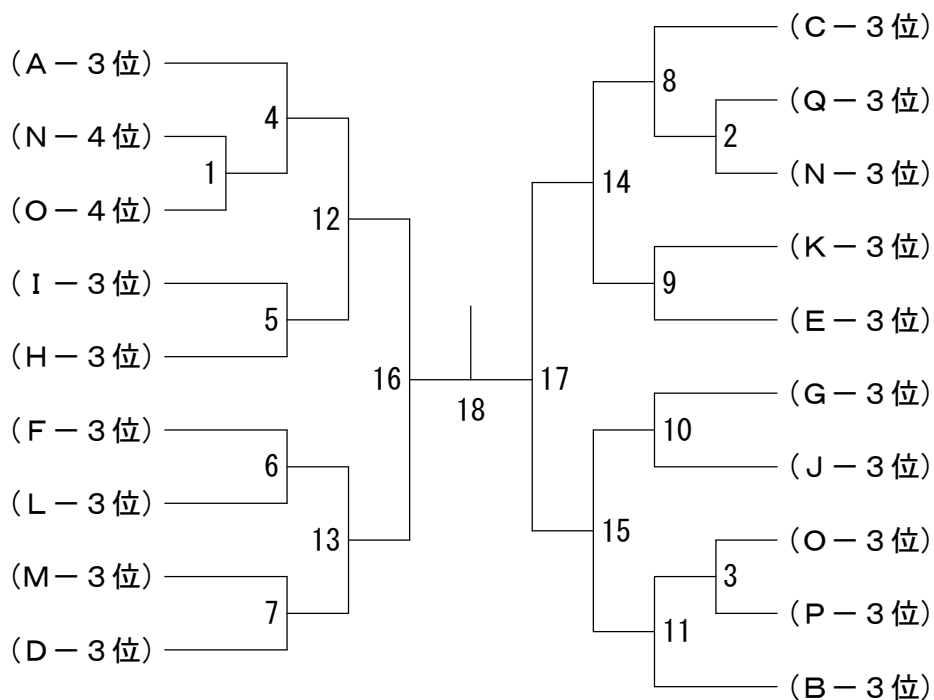 (A－3位)
(N－4位)
(O－4位)
(I－3位)
(H－3位)
(F－3位)
(L－3位)
(M－3位)
(D－3位)
1
4
5
6
7
12
13
16
18
17
14
15
8
9
10
11
2
3
(C－3位)
(Q－3位)
(N－3位)
(K－3位)
(E－3位)
(G－3位)
(J－3位)
(O－3位)
(P－3位)
(B－3位)